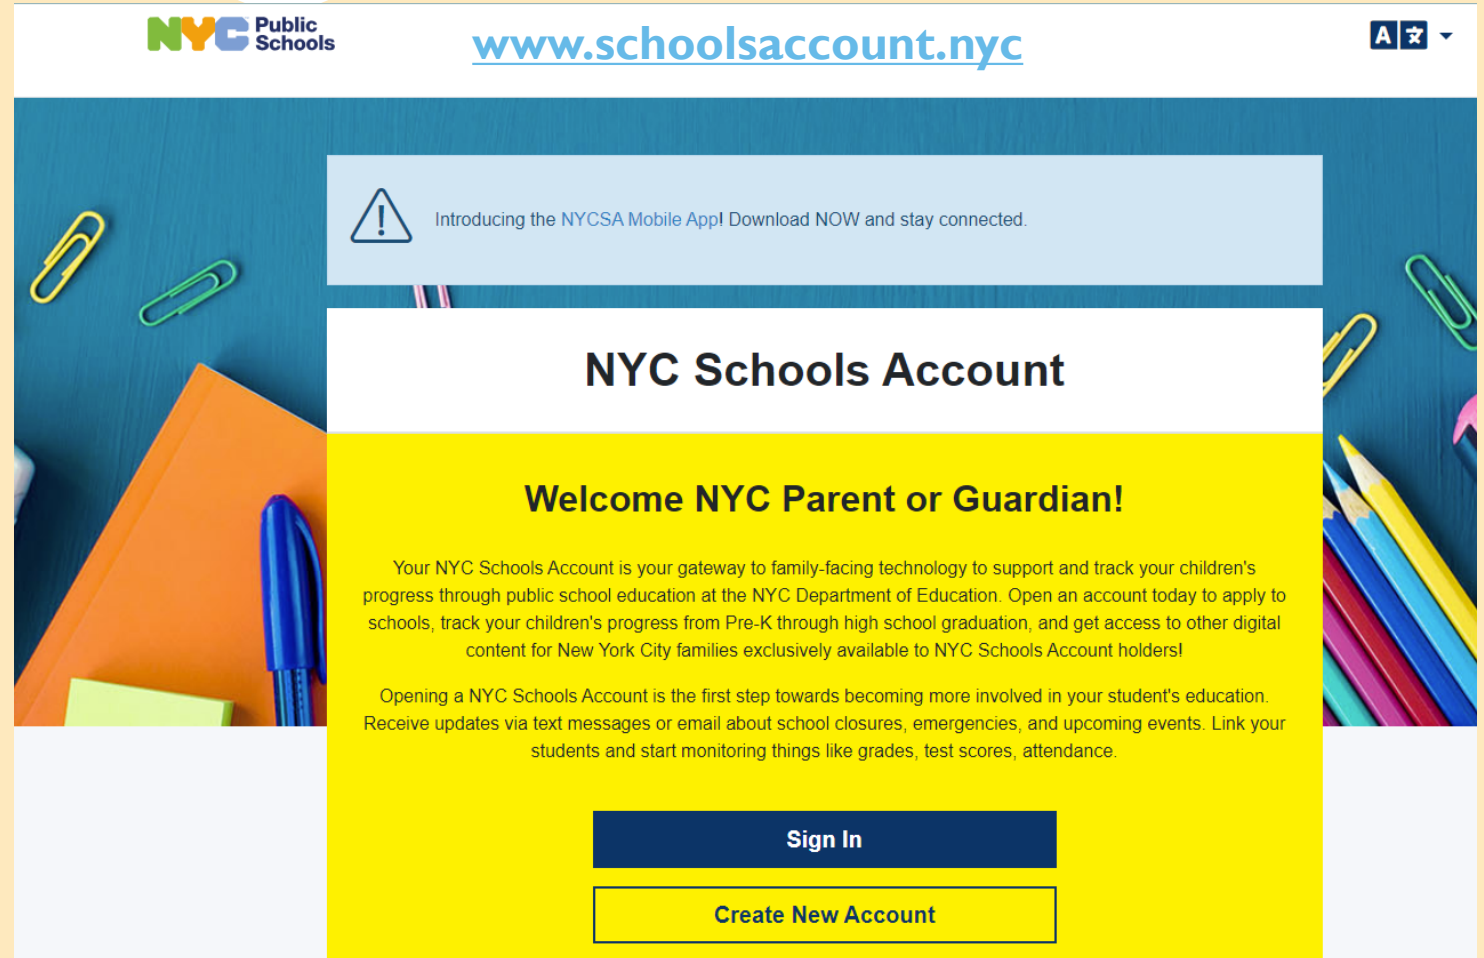 NYC Public Schools
www.schoolsaccount.nyc
A
Introducing the NYCSA Mobile App! Download NOW and stay connected.
NYC Schools Account
Welcome NYC Parent or Guardian!
Your NYC Schools Account is your gateway to family-facing technology to support and track your children's
progress through public school education at the NYC Department of Education. Open an account today to apply to
schools, track your children's progress from Pre-K through high school graduation, and get access to other digital
content for New York City families exclusively available to NYC Schools Account holders!
Opening a NYC Schools Account is the first step towards becoming more involved in your student's education.
Receive updates via text messages or email about school closures, emergencies, and upcoming events. Link your
students and start monitoring things like grades, test scores, attendance.
Sign In
Create New Account